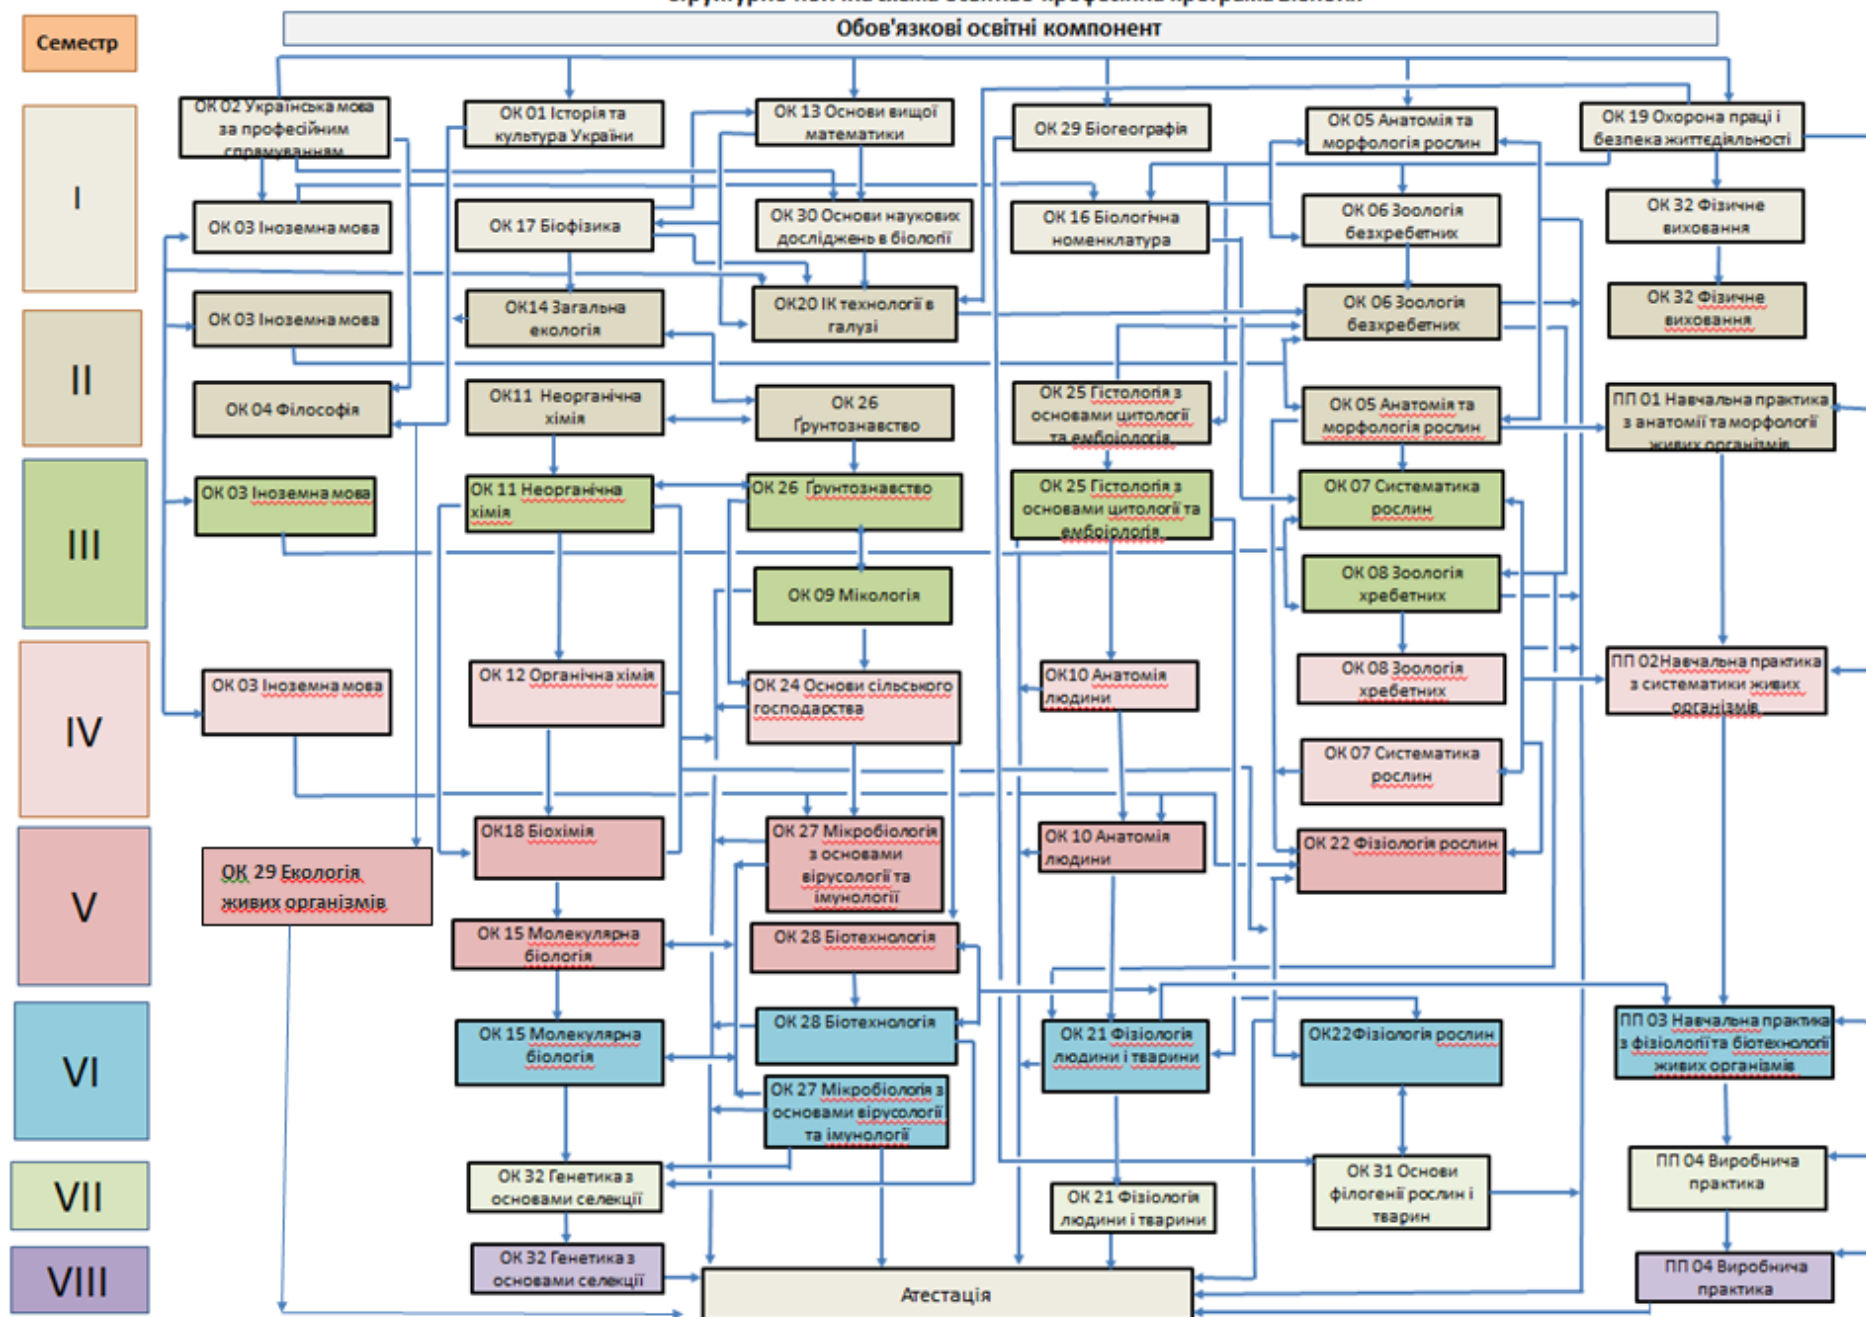 Обов'язкові освітні компонент
Семестр
I
ОК 02 Українська мова
за професійним
спрямуванням
ОК 01 Історія та
культура України
ОК 13 Основи вищої
математики
ОК 29 Біогеографія
ОК 05 Анатомія та
морфологія рослин
ОК 19 Охорона праці і
безпека життєдіяльності
ОК 03 Іноземна мова
ОК 17 Біофізика
ОК 30 Основи наукових
досліджень в біології
ОК 16 Біологічна
номенклатура
ОК 06 Зоологія
безхребетних
ОК 32 Фізичне
виховання
II
ОК 03 Іноземна мова
ОК14 Загальна
екологія
ОК20 ІК технології в
галузі
ОК 06 Зоологія
безхребетних
ОК 32 Фізичне
виховання
ОК 04 Філософія
ОК11 Неорганічна
хімія
ОК 26
Ґрунтознавство
ОК 25 Гістологія з
основами цитології
та ембріологія
ОК 05 Анатомія та
морфологія рослин
ПП 01 Навчальна практика
з анатомії та морфології
живих організмів
III
ОК 03 Іноземна мова
ОК 11 Неорганічна
хімія
ОК 26 Ґрунтознавство
ОК 25 Гістологія з
основами цитології та
ембріологія
ОК 07 Систематика
рослин
ОК 09 Мікологія
ОК 08 Зоологія
хребетних
IV
ОК 03 Іноземна мова
ОК 12 Органічна хімія
ОК 24 Основи сільського
господарства
ОК10 Анатомія
людини
ОК 08 Зоологія
хребетних
ПП 02Навчальна практика
з систематики живих
організмів
ОК 07 Систематика
рослин
V
ОК 29 Екологія
живих організмів
ОК18 Біохімія
ОК 27 Мікробіологія
з основами
вірусології та
імунології
ОК 10 Анатомія
людини
ОК 22 Фізіологія рослин
ОК 15 Молекулярна
біологія
ОК 28 Біотехнологія
VI
ОК 15 Молекулярна
біологія
ОК 28 Біотехнологія
ОК 21 Фізіологія
людини і тварини
ОК22Фізіологія рослин
ПП 03 Навчальна практика
з фізіології та біотехнології
живих організмів
ОК 27 Мікробіологія з
основами вірусології
та імунології
VII
ОК 32 Генетика з
основами селекції
ОК 21 Фізіологія
людини і тварини
ОК 31 Основи
філогенії рослин і
тварин
ПП 04 Виробнича
практика
VIII
ОК 32 Генетика з
основами селекції
Атестація
ПП 04 Виробнича
практика